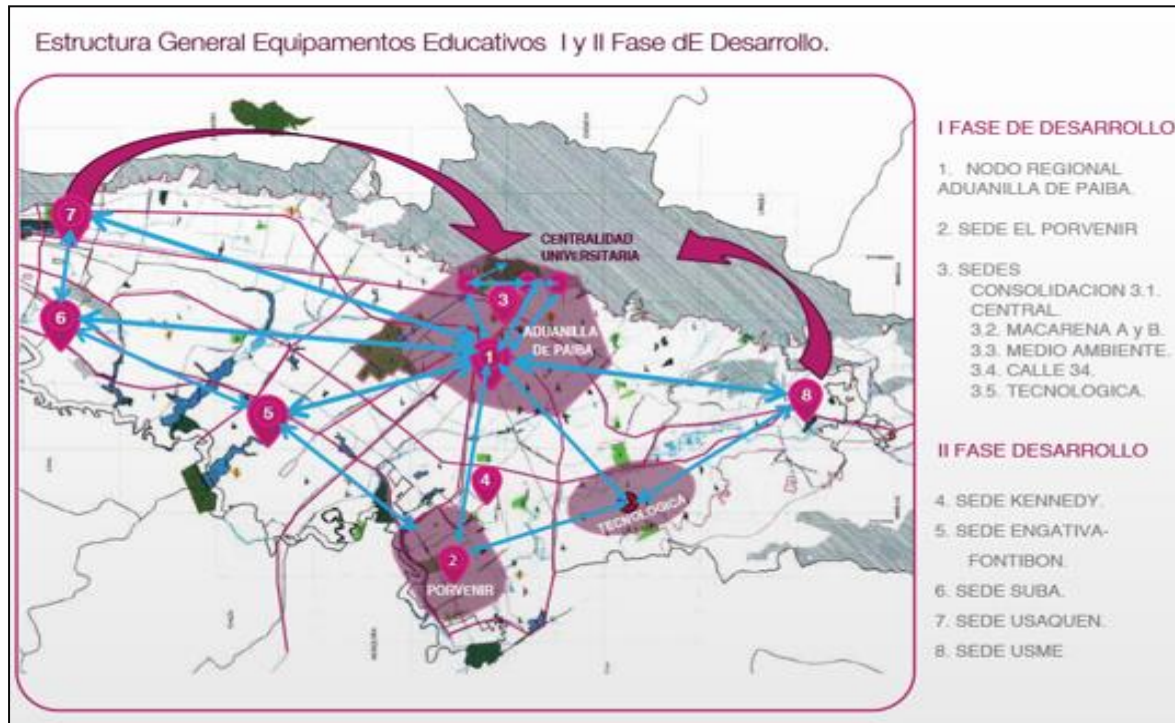 Estructura General Equipamentos Educativos I y II Fase dE Desarrollo.
7
CENTRALIDAD
UNIVERSITARIA
3
6
ADUANILLA
DE PAIBA
1
8
5
4
TECNOLOGICA
2
PORVENIR
I FASE DE DESARROLLO
1. NODO REGIONAL
ADUANILLA DE PAIBA.
2. SEDE EL PORVENIR
3. SEDES
CONSOLIDACION 3.1.
CENTRAL.
3.2. MACARENA A y B.
3.3. MEDIO AMBIENTE.
3.4. CALLE 34.
3.5. TECNOLOGICA.
II FASE DESARROLLO
4. SEDE KENNEDY.
5. SEDE ENGATIVA-
FONTIBON.
6. SEDE SUBA.
7. SEDE USAQUEN.
8. SEDE USME.